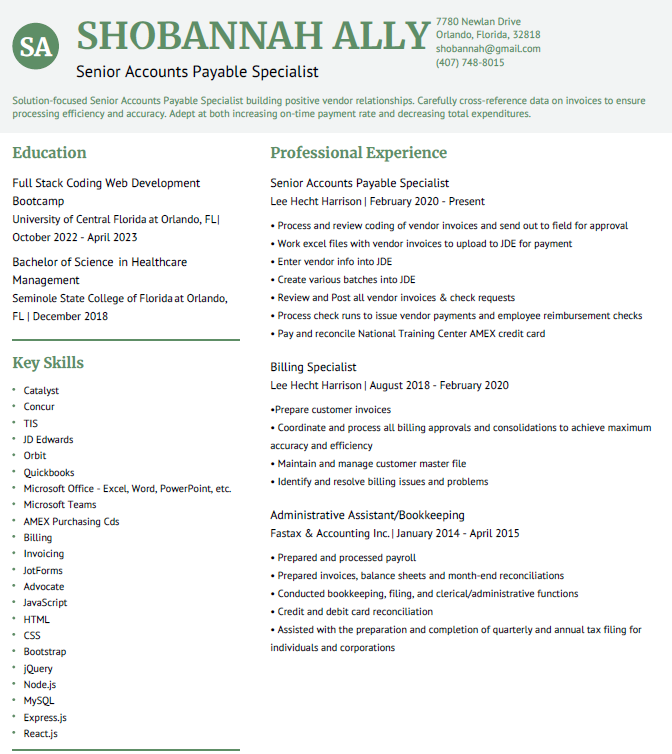 SA
SHOBANNAH ALLY
Senior Accounts Payable Specialist
7780 Newlan Drive
Orlando, Florida, 32818
shobannah@gmail.com
(407) 748-8015
Solution-focused Senior Accounts Payable Specialist building positive vendor relationships. Carefully cross-reference data on invoices to ensure
processing efficiency and accuracy. Adept at both increasing on-time payment rate and decreasing total expenditures.
Education
Full Stack Coding Web Development
Bootcamp
University of Central Florida at Orlando, FL|
October 2022 - April 2023
Bachelor of Science in Healthcare
Management
Seminole State College of Florida at Orlando,
FL | December 2018
Key Skills
• Catalyst
• Concur
• TIS
• JD Edwards
• Orbit
• Quickbooks
• Microsoft Office - Excel, Word, PowerPoint, etc.
• Microsoft Teams
• AMEX Purchasing Cds
• Billing
• Invoicing
• JotForms
• Advocate
• JavaScript
• HTML
• CSS
• Bootstrap
• jQuery
• Node.js
• MySQL
• Express.js
• React.js
Professional Experience
Senior Accounts Payable Specialist
Lee Hecht Harrison | February 2020 - Present
• Process and review coding of vendor invoices and send out to field for approval
• Work excel files with vendor invoices to upload to JDE for payment
• Enter vendor info into JDE
• Create various batches into JDE
• Review and Post all vendor invoices & check requests
• Process check runs to issue vendor payments and employee reimbursement checks
• Pay and reconcile National Training Center AMEX credit card
Billing Specialist
Lee Hecht Harrison | August 2018 - February 2020
•Prepare customer invoices
• Coordinate and process all billing approvals and consolidations to achieve maximum
accuracy and efficiency
• Maintain and manage customer master file
• Identify and resolve billing issues and problems
Administrative Assistant/Bookkeeping
Fastax & Accounting Inc. | January 2014 - April 2015
• Prepared and processed payroll
• Prepared invoices, balance sheets and month-end reconciliations
• Conducted bookkeeping, filing, and clerical/administrative functions
• Credit and debit card reconciliation
• Assisted with the preparation and completion of quarterly and annual tax filing for
individuals and corporations